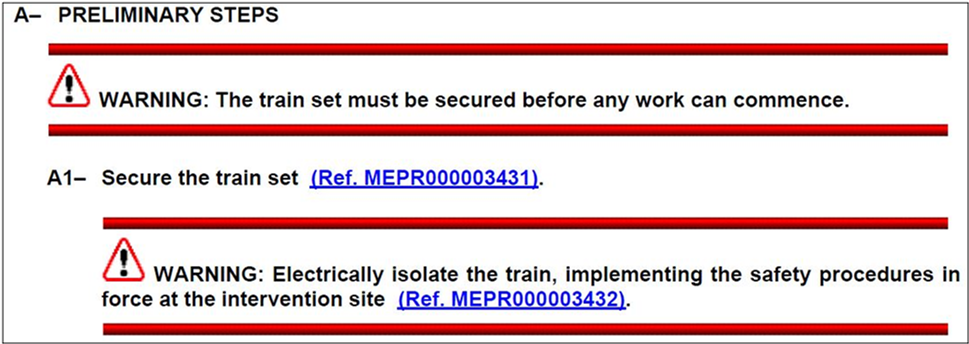 A– PRELIMINARY STEPS
WARNING: The train set must be secured before any work can commence.
A1– Secure the train set (Ref. MEPR000003431).
WARNING: Electrically isolate the train, implementing the safety procedures in
force at the intervention site (Ref. MEPR000003432).